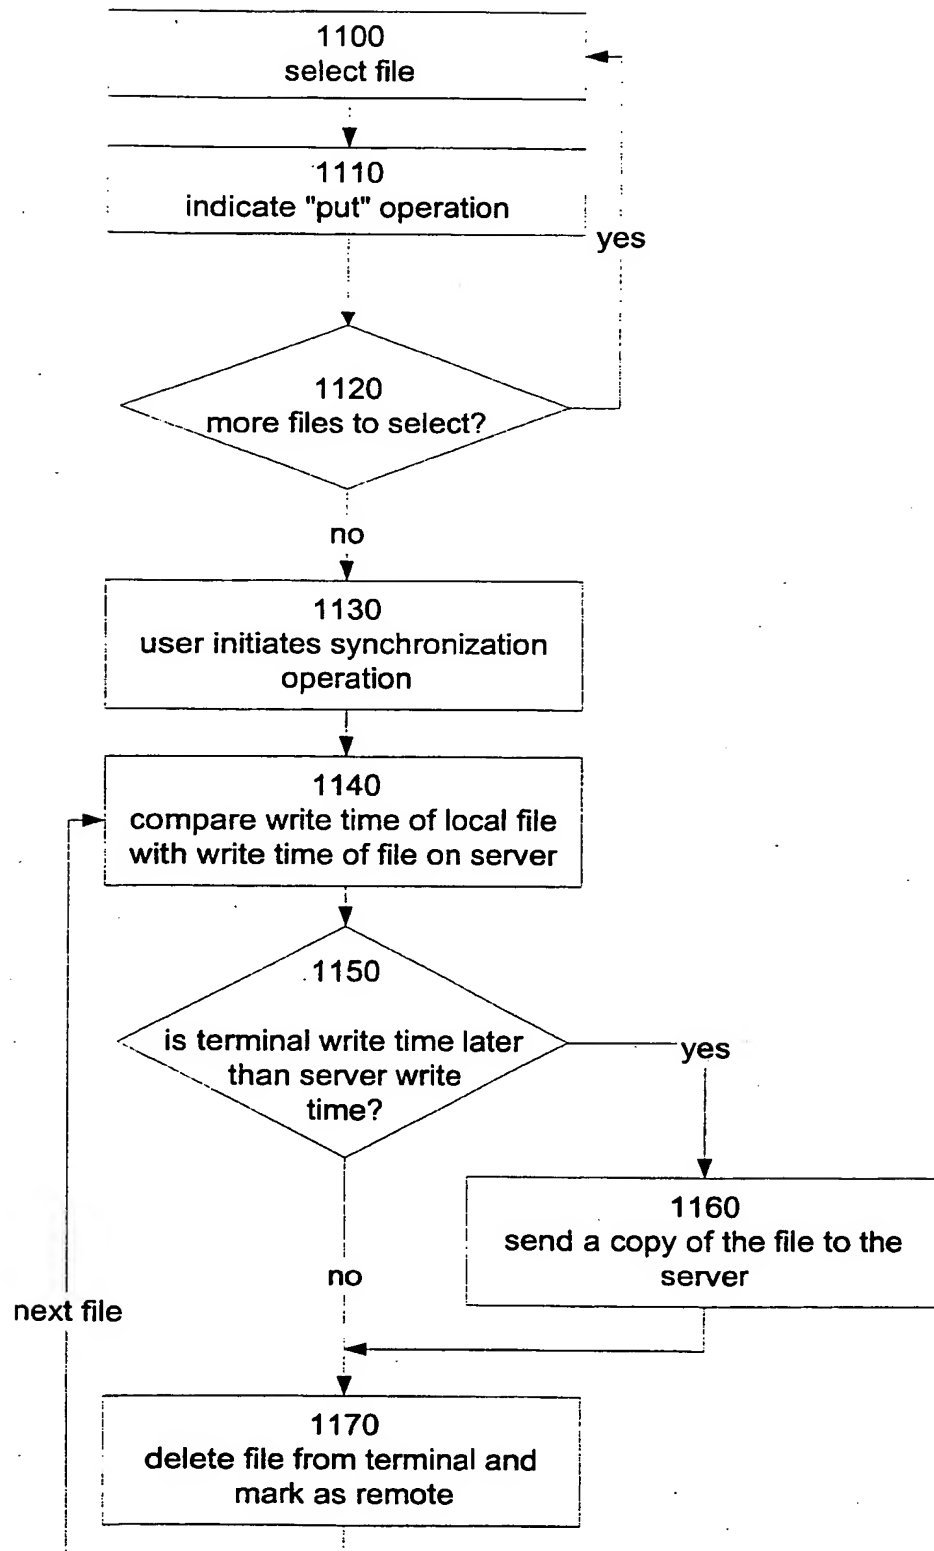 1100
select file
1110
indicate "put" operation
yes
1120
more files to select?
no
1130
user initiates synchronization
operation
1140
compare write time of local file
with write time of file on server
1150
is terminal write time later
than server write
time?
yes
1160
send a copy of the file to the
server
no
next file
1170
delete file from terminal and
mark as remote